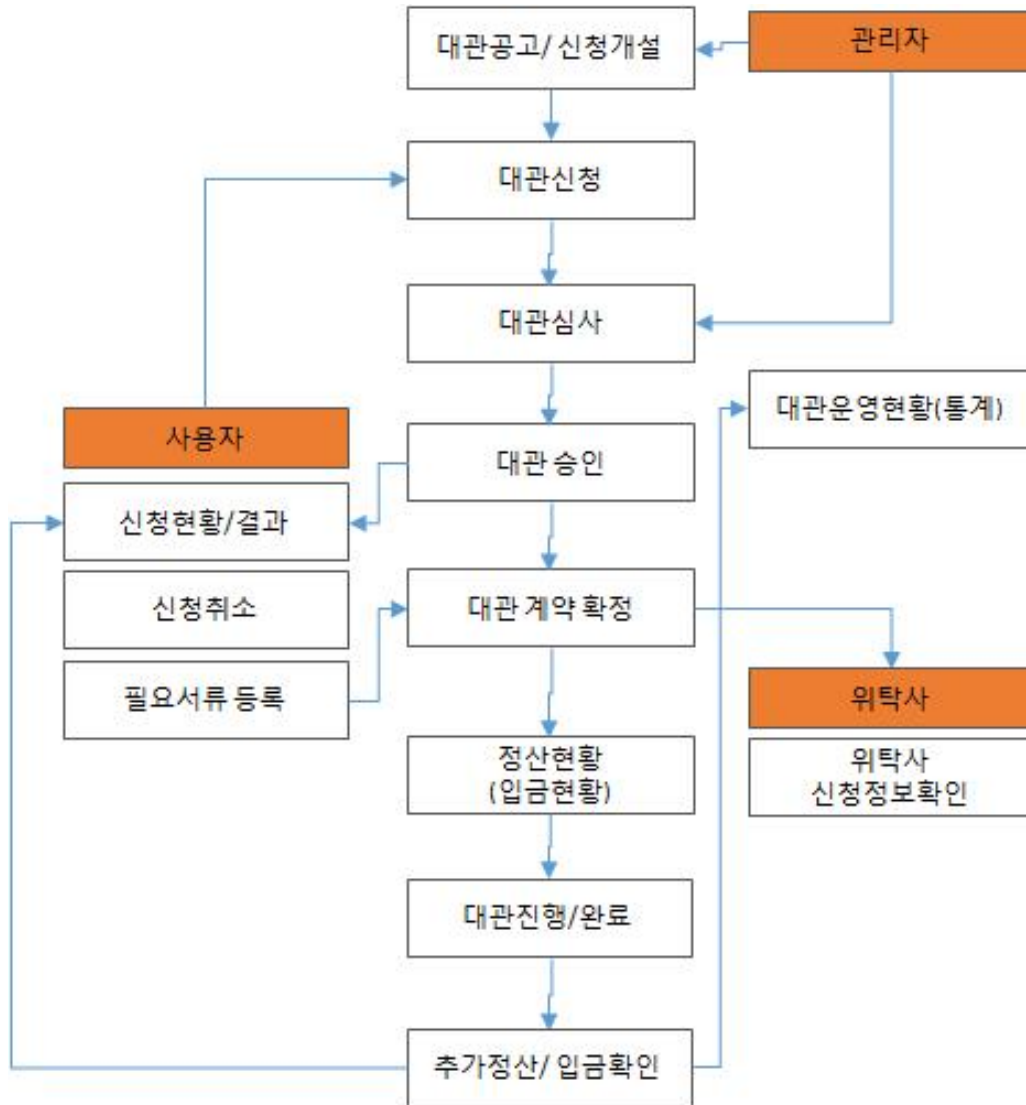 대관공고/ 신청개설
관리자
대관신청
대관심사
대관운영현황(통계)
사용자
대관 승인
신청현황/결과
신청취소
대관 계약 확정
필요서류 등록
위탁사
정산현황
(입금현황)
위탁사
신청정보확인
대관진행/완료
추가정산/ 입금확인